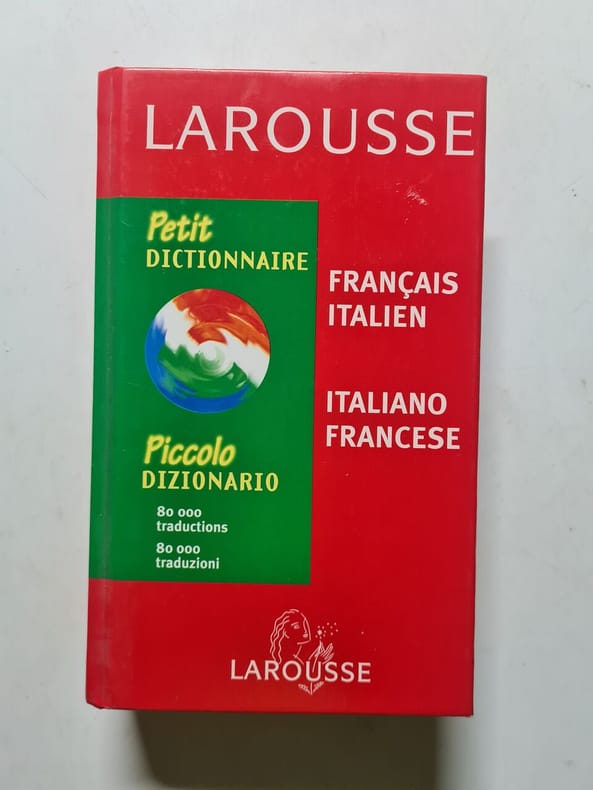 LAROUSSE
Petit
DICTIONNAIRE
FRANÇAIS
ITALIEN
ITALIANO
FRANCESE
Piccolo
DIZIONARIO
80 000
traductions
80 000
traduzioni
LAROUSSE